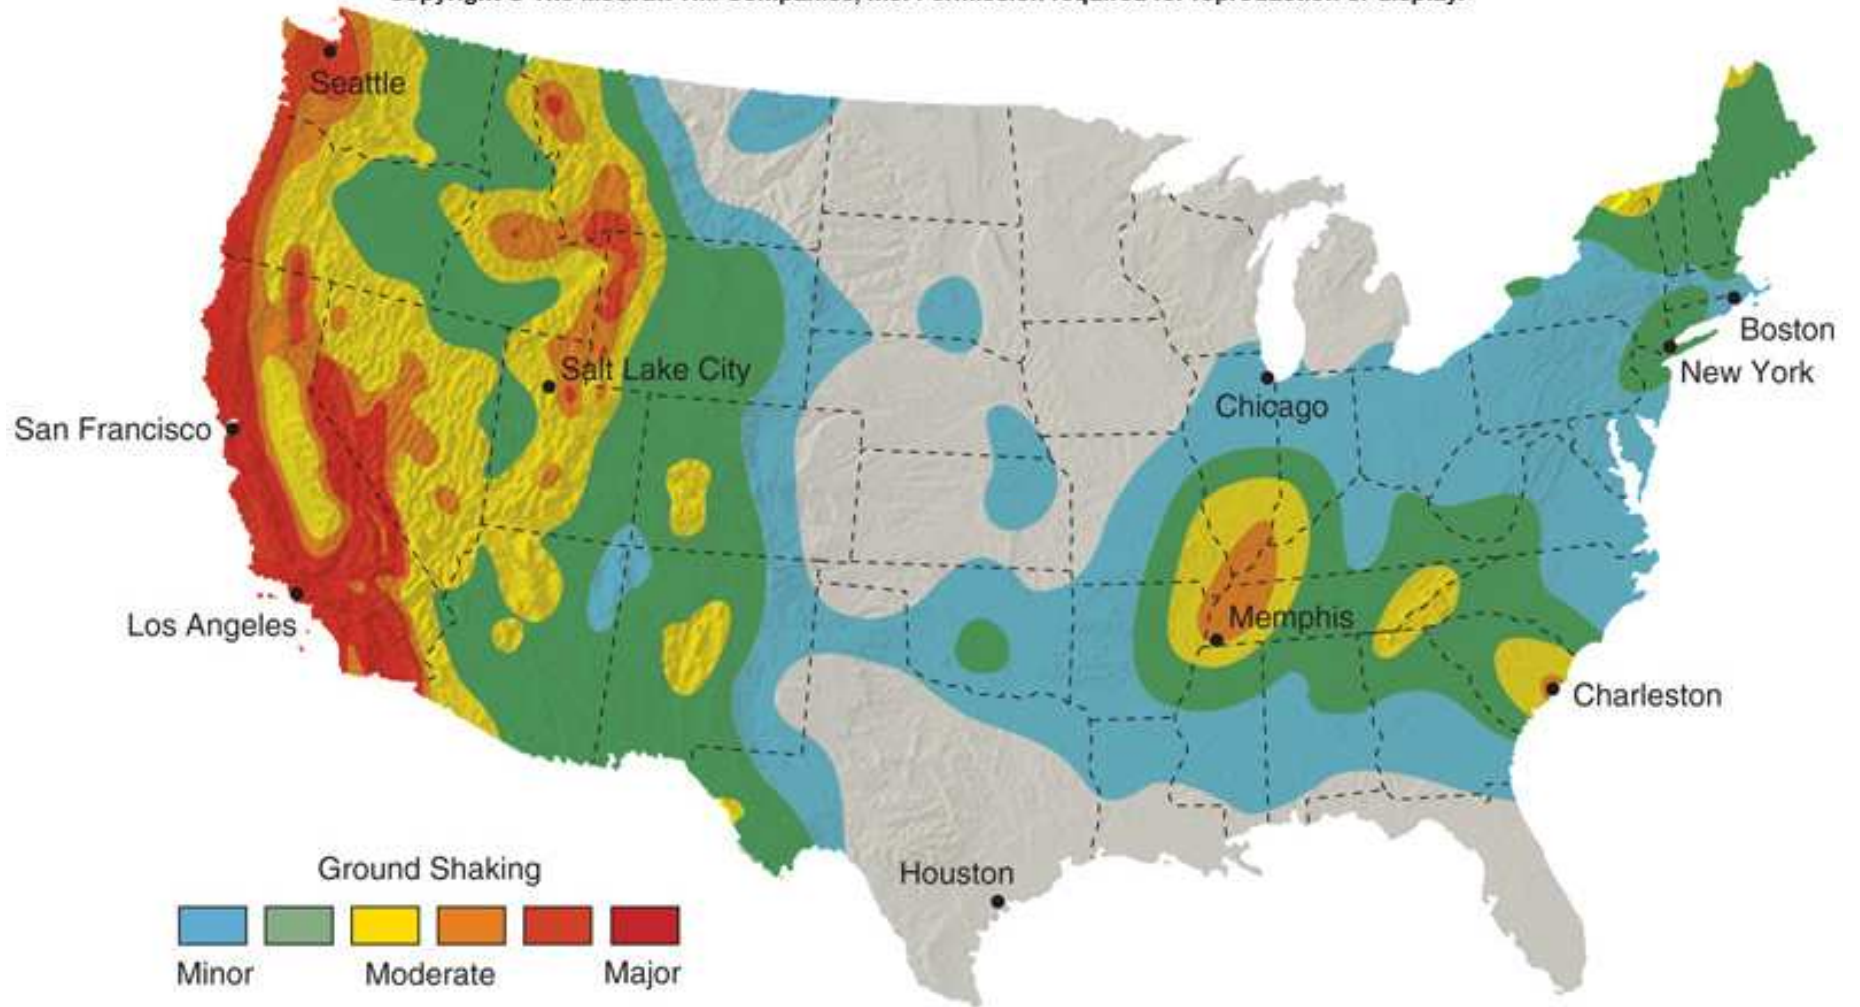 Seattle
Salt Lake City
San Francisco
Los Angeles
Chicago
Boston
New York
Memphis
Charleston
Houston
Ground Shaking
Minor
Moderate
Major